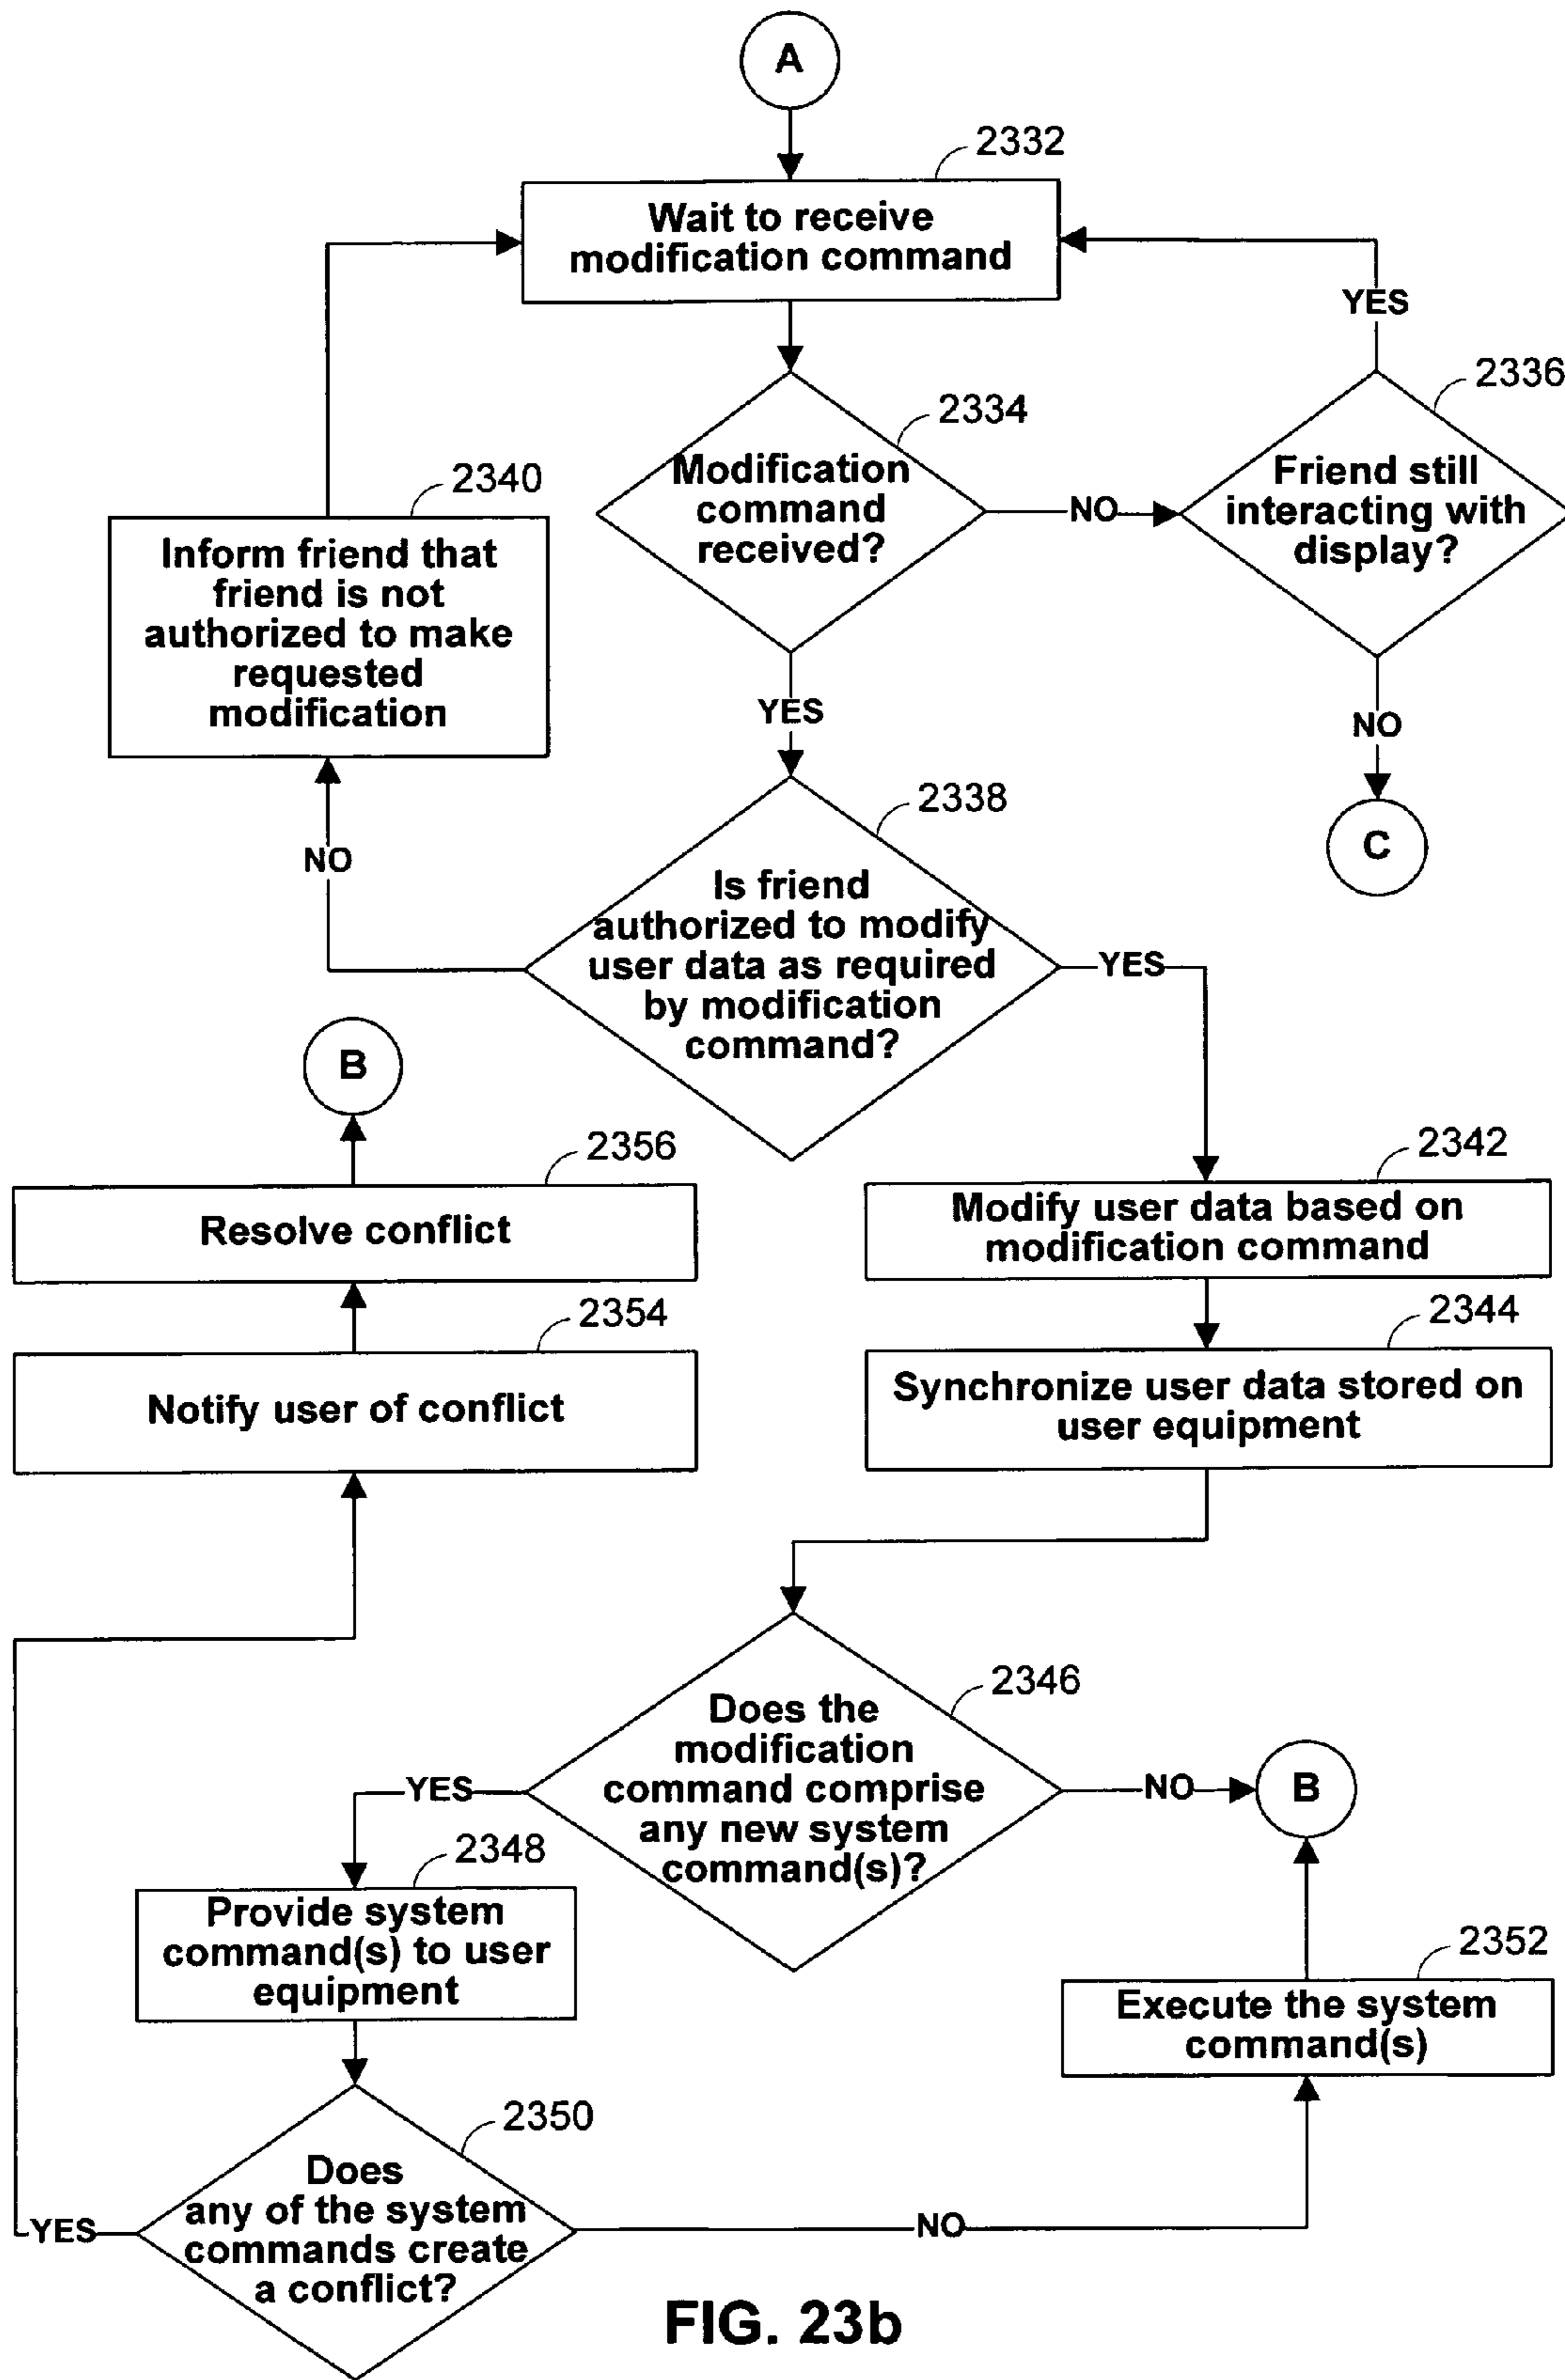 A
2332
Wait to receive
modification command
YES
2336
2334
Modification
command
received?
NO
Friend still
interacting with
display?
2340
Inform friend that
friend is not
authorized to make
requested
modification
YES
NO
C
2338
NO
Is friend
authorized to modify
user data as required
by modification
command?
YES
B
2356
Resolve conflict
2342
Modify user data based on
modification command
2354
Notify user of conflict
2344
Synchronize user data stored on
user equipment
2346
Does the
modification
command comprise
any new system
command(s)?
YES
NO
B
2348
Provide system
command(s) to user
equipment
2352
Execute the system
command(s)
2350
Does
any of the system
commands create
a conflict?
YES
NO
FIG. 23b